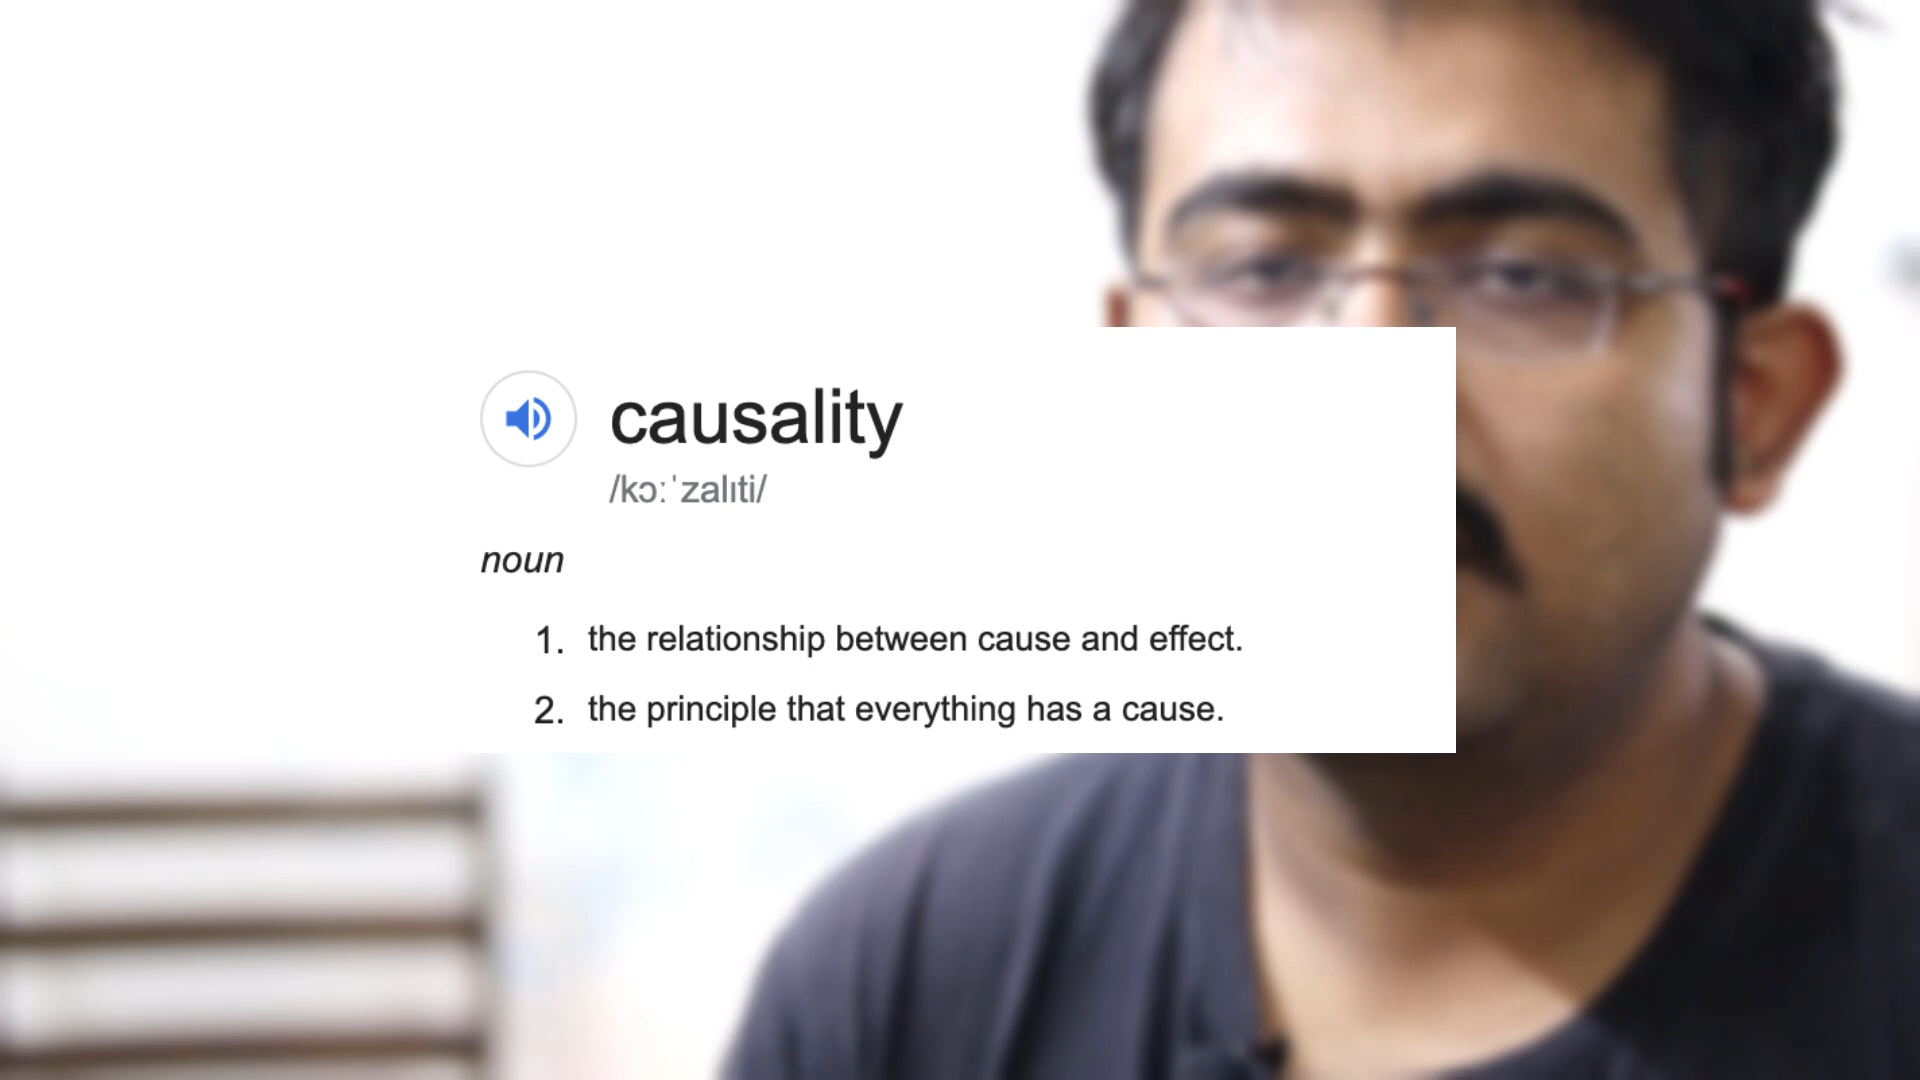 causality
/kɔːˈzalɪti/
noun
1. the relationship between cause and effect.
2. the principle that everything has a cause.